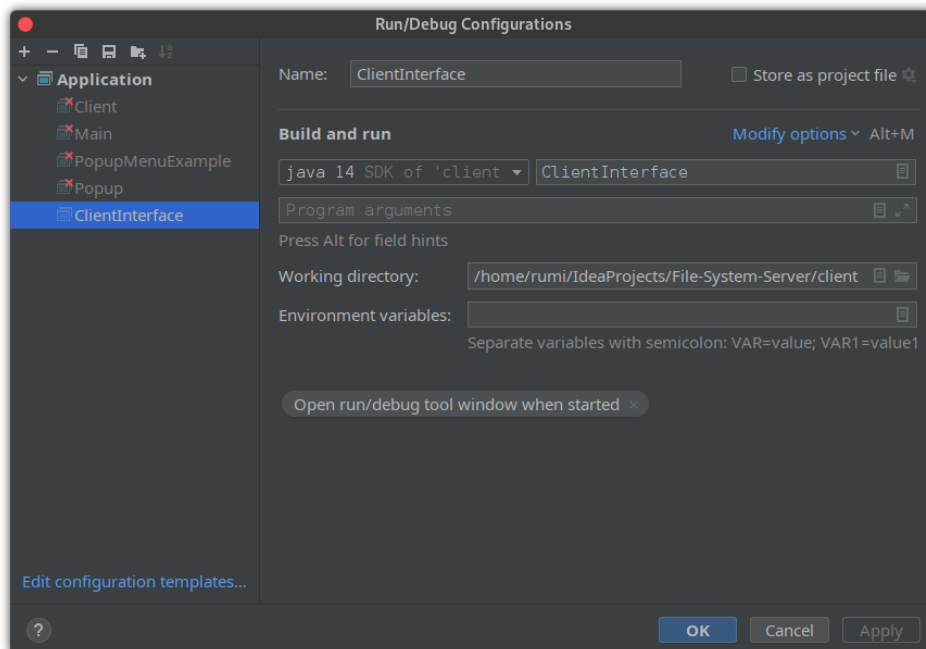 Run/Debug Configurations
Application
Client
Main
PopupMenuExample
Popup
ClientInterface
Edit configuration templates...
Name: ClientInterface Store as project file
Build and run Modify options Alt+M
java 14 SDK of 'client ClientInterface
Program arguments
Press Alt for field hints
Working directory: /home/rumi/IdeaProjects/File-System-Server/client
Environment variables:
Separate variables with semicolon: VAR=value; VAR1=value1
Open run/debug tool window when started ×
? OK Cancel Apply